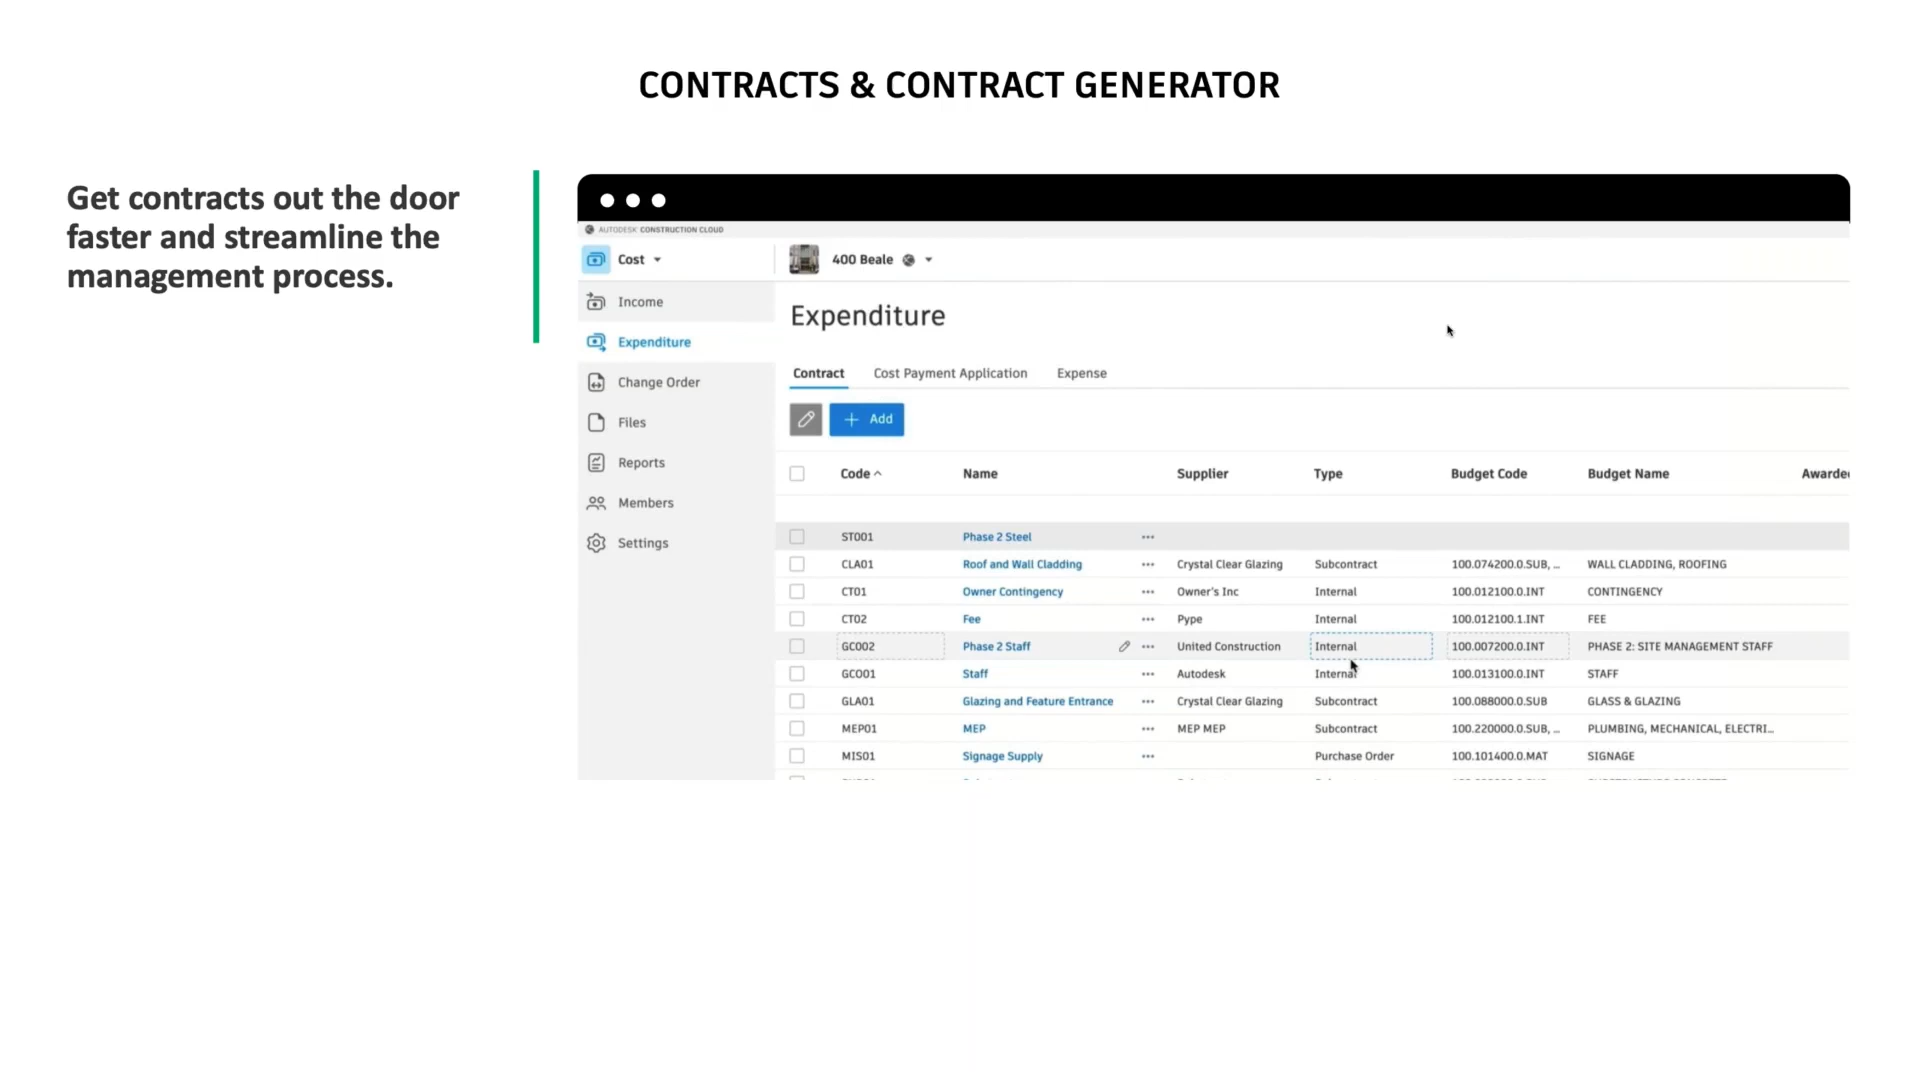 CONTRACTS & CONTRACT GENERATOR
Get contracts out the door
faster and streamline the
management process.
AUTODESK CONSTRUCTION CLOUD
Cost
400 Beale
Income
Expenditure
Change Order
Files
Reports
Members
Settings
Expenditure
Contract Cost Payment Application Expense
+ Add
Code Name Supplier Type Budget Code Budget Name Awarded
ST001 Phase 2 Steel ...
CLA01 Roof and Wall Cladding ... Crystal Clear Glazing Subcontract 100.074200.0.SUB, ... WALL CLADDING, ROOFING
CT01 Owner Contingency ... Owner's Inc Internal 100.012100.0.INT CONTINGENCY
CT02 Fee ... Pype Internal 100.012100.1.INT FEE
GC002 Phase 2 Staff ... United Construction Internal 100.007200.0.INT PHASE 2: SITE MANAGEMENT STAFF
GCO01 Staff ... Autodesk Internal 100.013100.0.INT STAFF
GLA01 Glazing and Feature Entrance ... Crystal Clear Glazing Subcontract 100.088000.0.SUB GLASS & GLAZING
MEP01 MEP ... MEP MEP Subcontract 100.220000.0.SUB, ... PLUMBING, MECHANICAL, ELECTRI...
MIS01 Signage Supply ... Purchase Order 100.101400.0.MAT SIGNAGE